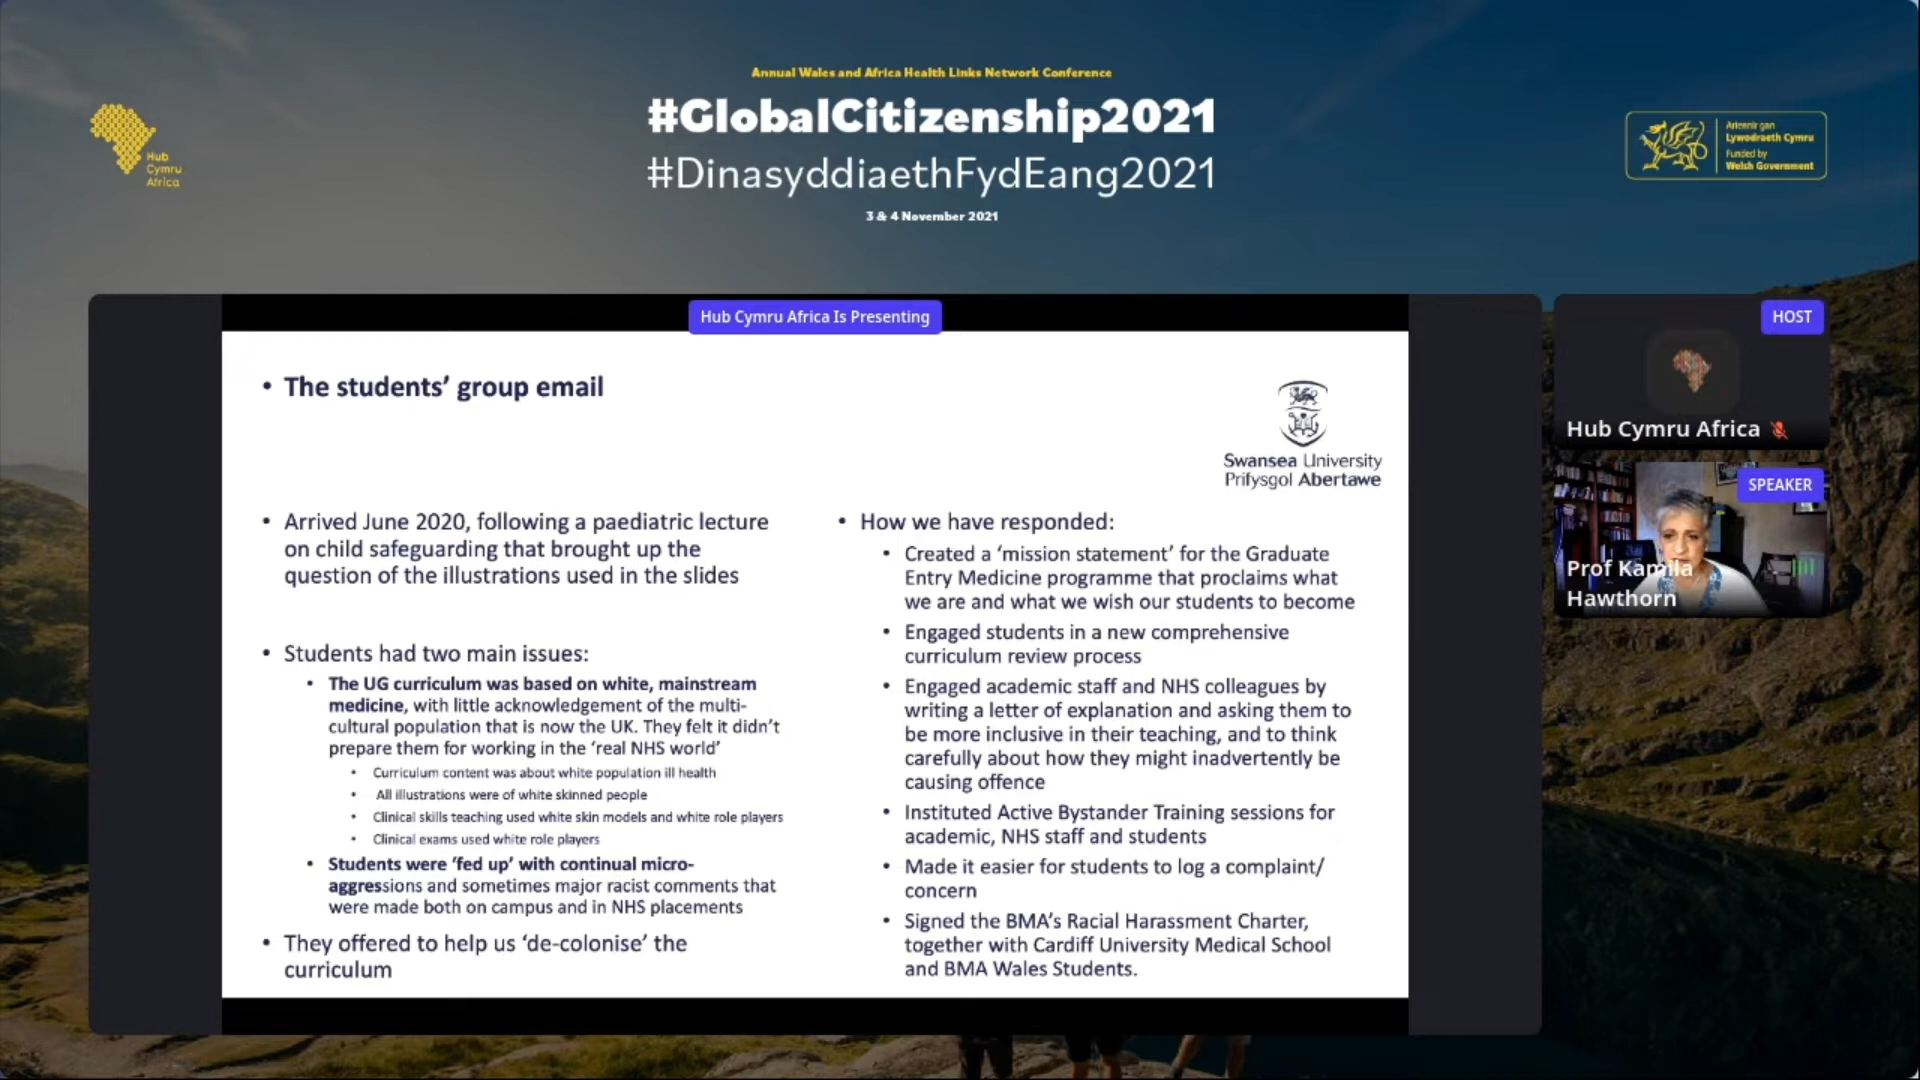 Annual Wales and Africa Health Links Network Conference
#GlobalCitizenship2021
#DinasyddiaethFydEang2021
3 & 4 November 2021
Hub
Cymru
Africa
Ariennir gan
Lywodraeth Cymru
Funded by
Welsh Government
Hub Cymru Africa Is Presenting
• The students' group email
Swansea University
Prifysgol Abertawe
• Arrived June 2020, following a paediatric lecture
on child safeguarding that brought up the
question of the illustrations used in the slides
• Students had two main issues:
• The UG curriculum was based on white, mainstream
medicine, with little acknowledgement of the multi-
cultural population that is now the UK. They felt it didn't
prepare them for working in the 'real NHS world'
• Curriculum content was about white population ill health
• All illustrations were of white skinned people
• Clinical skills teaching used white skin models and white role players
• Clinical exams used white role players
• Students were 'fed up' with continual micro-
aggressions and sometimes major racist comments that
were made both on campus and in NHS placements
• They offered to help us 'de-colonise' the
curriculum
• How we have responded:
• Created a 'mission statement' for the Graduate
Entry Medicine programme that proclaims what
we are and what we wish our students to become
• Engaged students in a new comprehensive
curriculum review process
• Engaged academic staff and NHS colleagues by
writing a letter of explanation and asking them to
be more inclusive in their teaching, and to think
carefully about how they might inadvertently be
causing offence
• Instituted Active Bystander Training sessions for
academic, NHS staff and students
• Made it easier for students to log a complaint/
concern
• Signed the BMA's Racial Harassment Charter,
together with Cardiff University Medical School
and BMA Wales Students.
HOST
Hub Cymru Africa
SPEAKER
Prof Kamila
Hawthorn